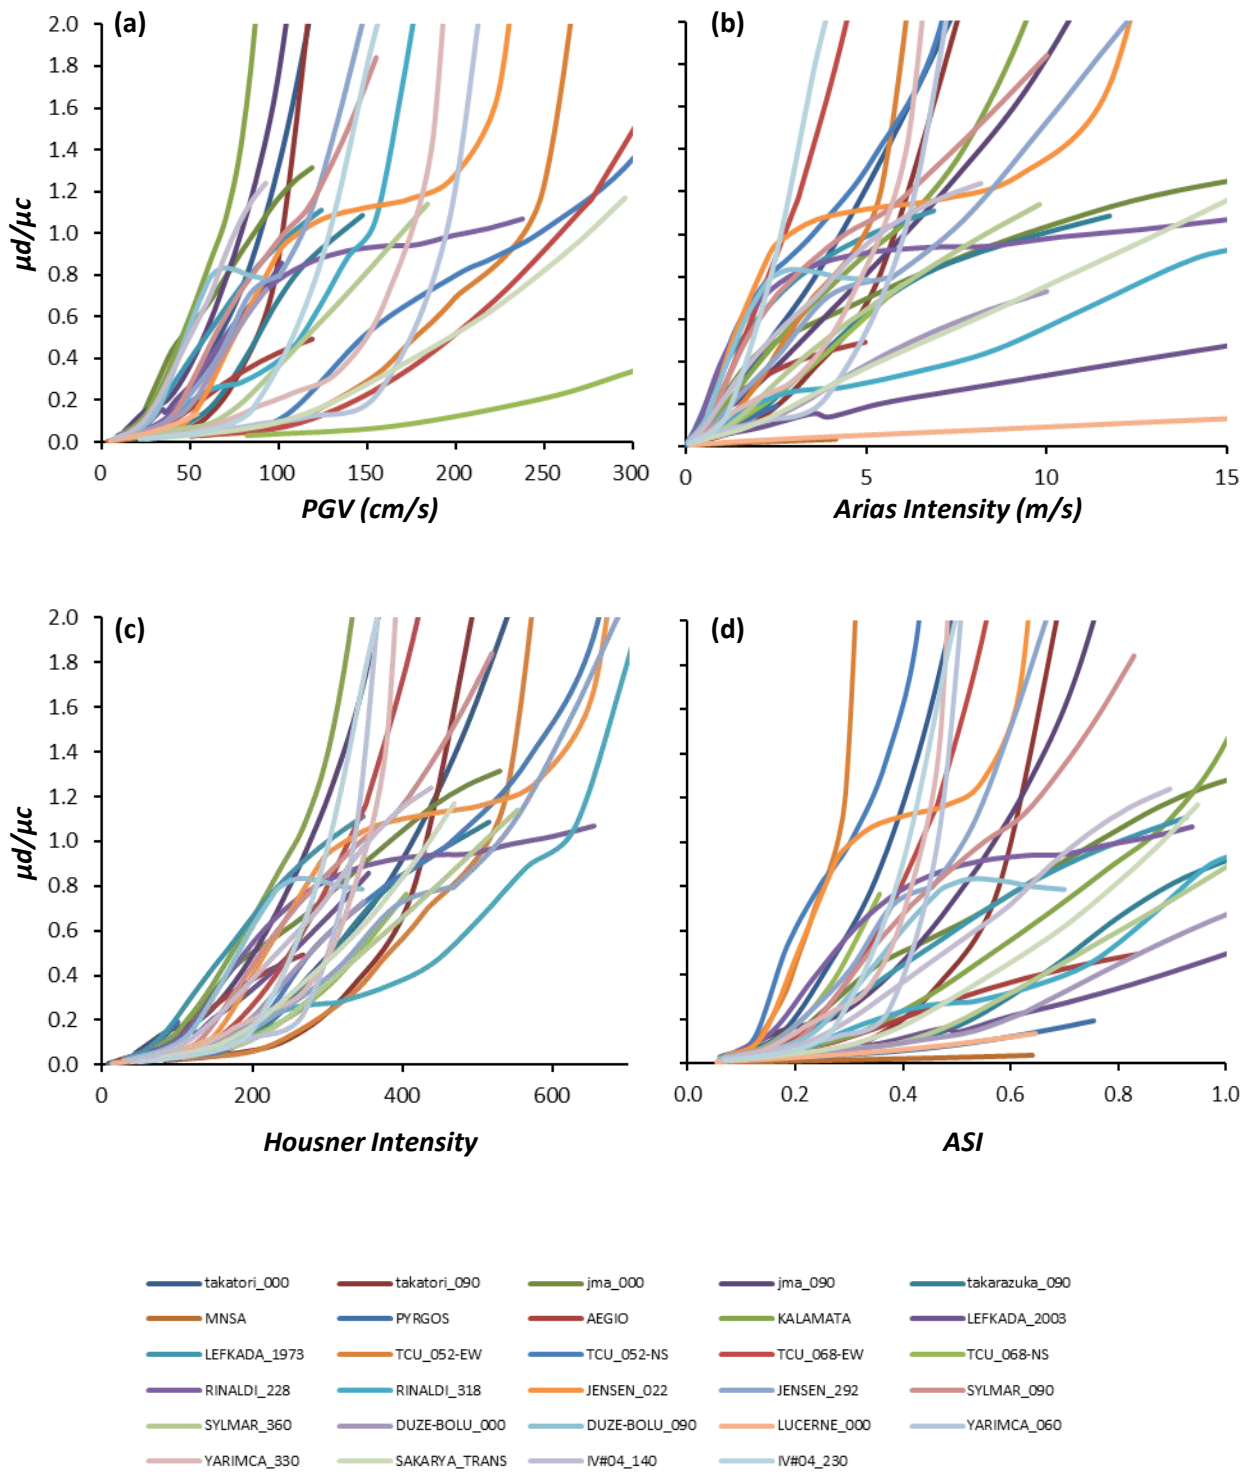 (a)
(b)
2.0
1.8
1.6
1.4
1.2
1.0
0.8
0.6
0.4
0.2
0.0
μd/μc
0 50 100 150 200 250 300
0 5 10 15
PGV (cm/s)
Arias Intensity (m/s)
(c)
(d)
2.0
1.8
1.6
1.4
1.2
1.0
0.8
0.6
0.4
0.2
0.0
μd/μc
0 200 400 600
0.0 0.2 0.4 0.6 0.8 1.0
Housner Intensity
ASI
takatori_000 takatori_090 jma_000 jma_090 takarazuka_090
MNSA PYRGOS AEGIO KALAMATA LEFKADA_2003
LEFKADA_1973 TCU_052-EW TCU_052-NS TCU_068-EW TCU_068-NS
RINALDI_228 RINALDI_318 JENSEN_022 JENSEN_292 SYLMAR_090
SYLMAR_360 DUZE-BOLU_000 DUZE-BOLU_090 LUCERNE_000 YARIMCA_060
YARIMCA_330 SAKARYA_TRANS IV#04_140 IV#04_230